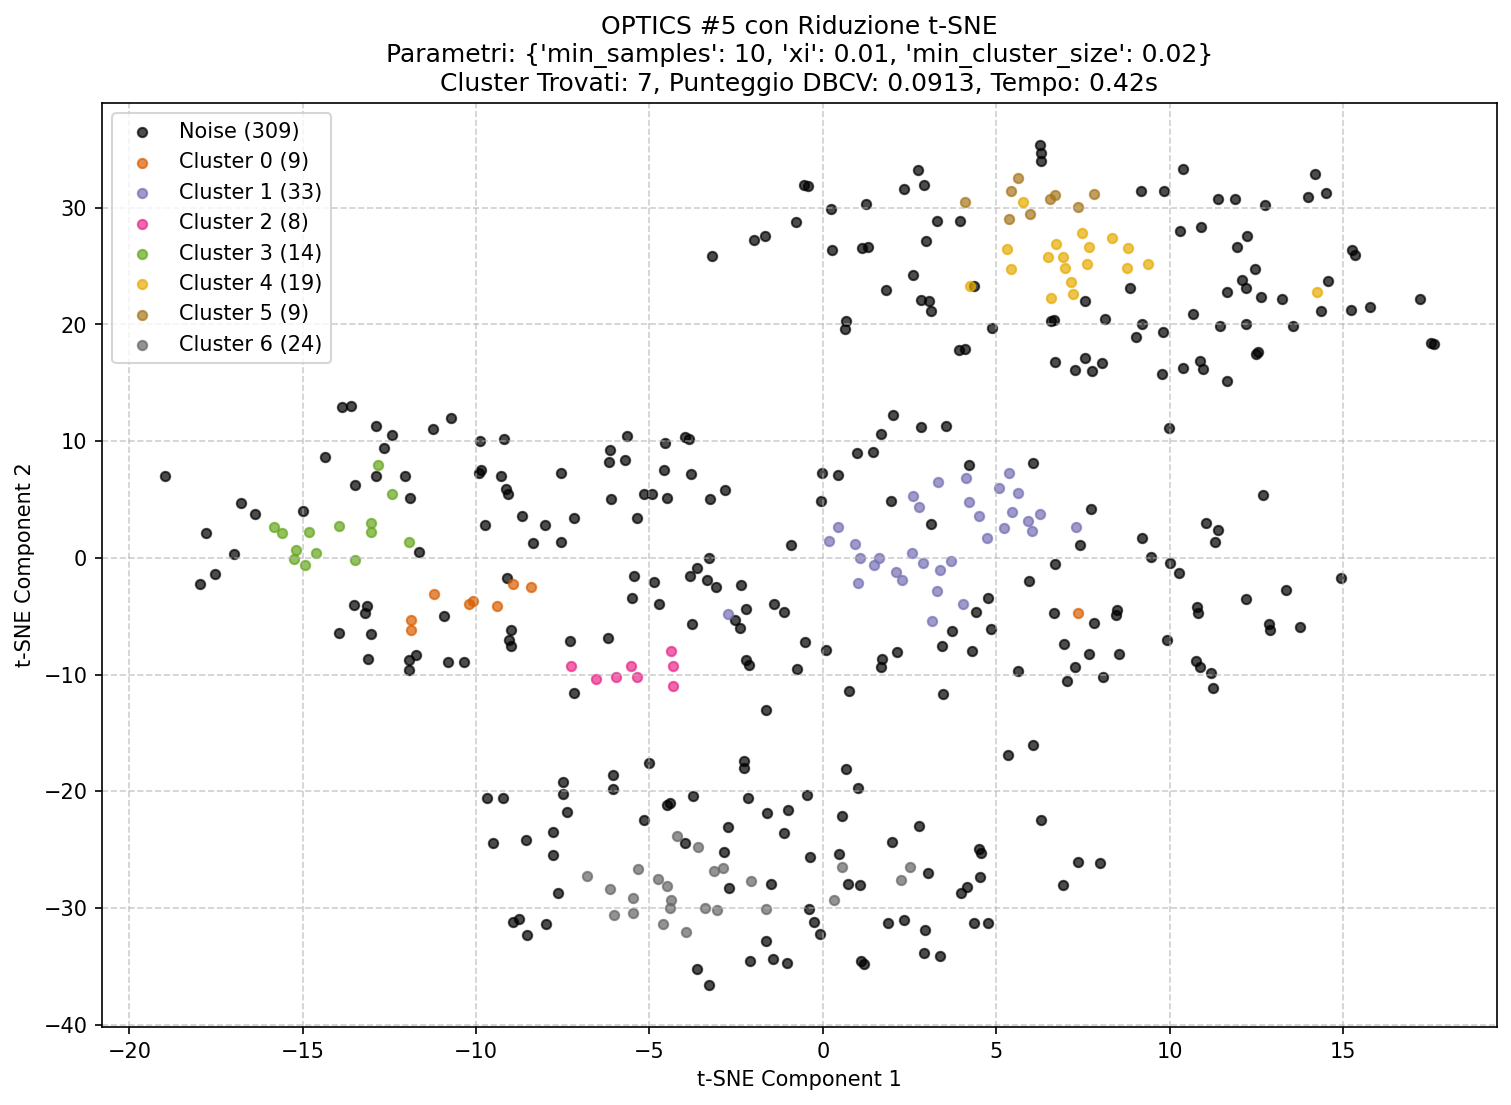 OPTICS #5 con Riduzione t-SNE
Parametri: {'min_samples': 10, 'xi': 0.01, 'min_cluster_size': 0.02}
Cluster Trovati: 7, Punteggio DBCV: 0.0913, Tempo: 0.42s
Noise (309)
Cluster 0 (9)
Cluster 1 (33)
Cluster 2 (8)
Cluster 3 (14)
Cluster 4 (19)
Cluster 5 (9)
Cluster 6 (24)
t-SNE Component 2
30
20
10
0
−10
−20
−30
−40
−20 −15 −10 −5 0 5 10 15
t-SNE Component 1